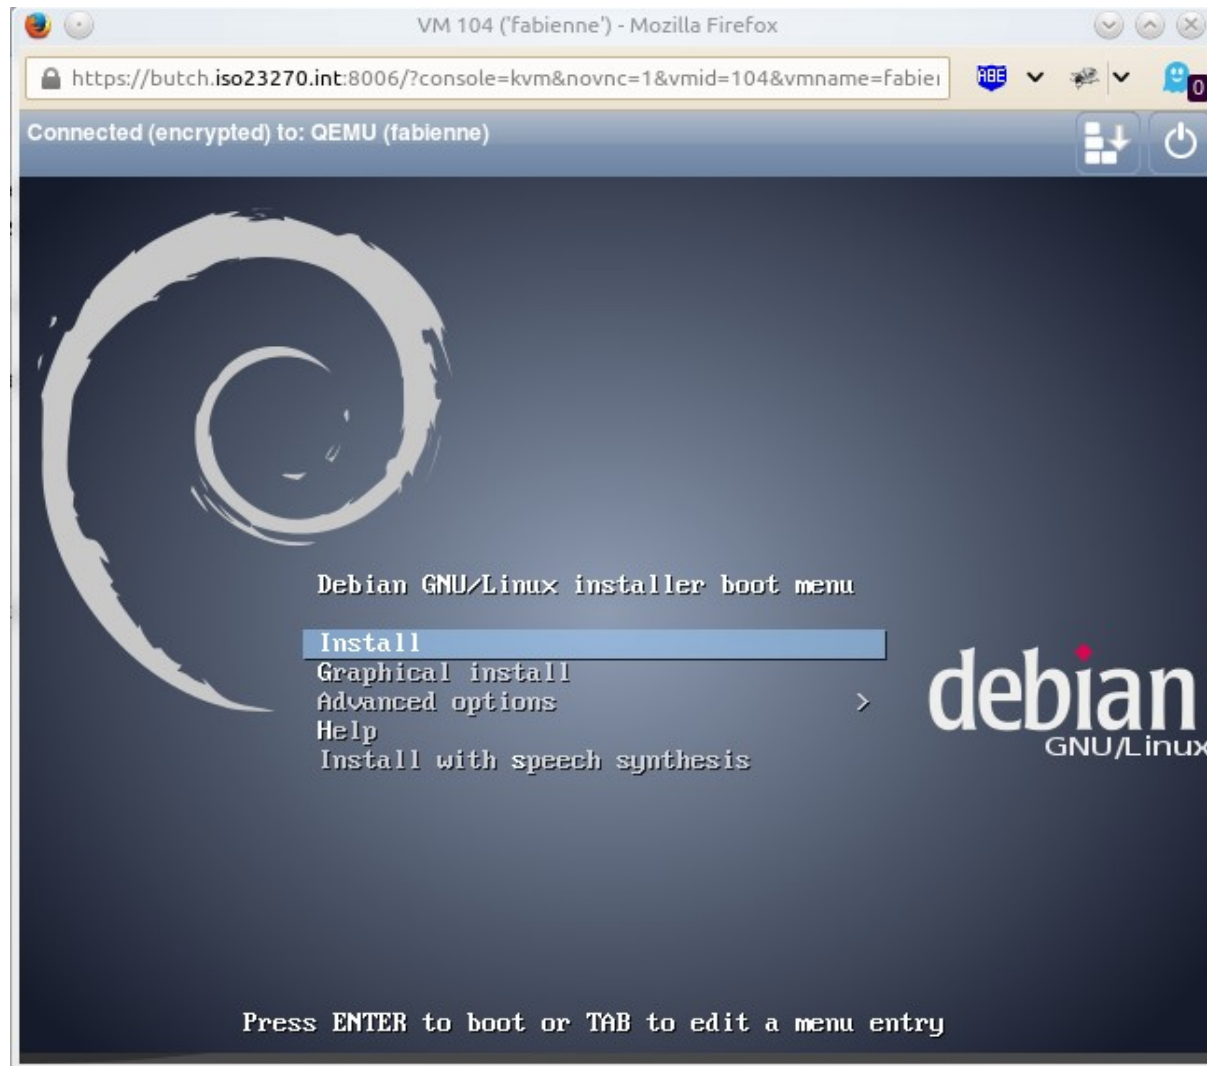 VM 104 ('fabienne') - Mozilla Firefox
https://butch.iso23270.int:8006/?console=kvm&novnc=1&vmid=104&vmname=fabie
ABE
0
Connected (encrypted) to: QEMU (fabienne)
Debian GNU/Linux installer boot menu
Install
Graphical install
Advanced options >
Help
Install with speech synthesis
debian
GNU/Linux
Press ENTER to boot or TAB to edit a menu entry